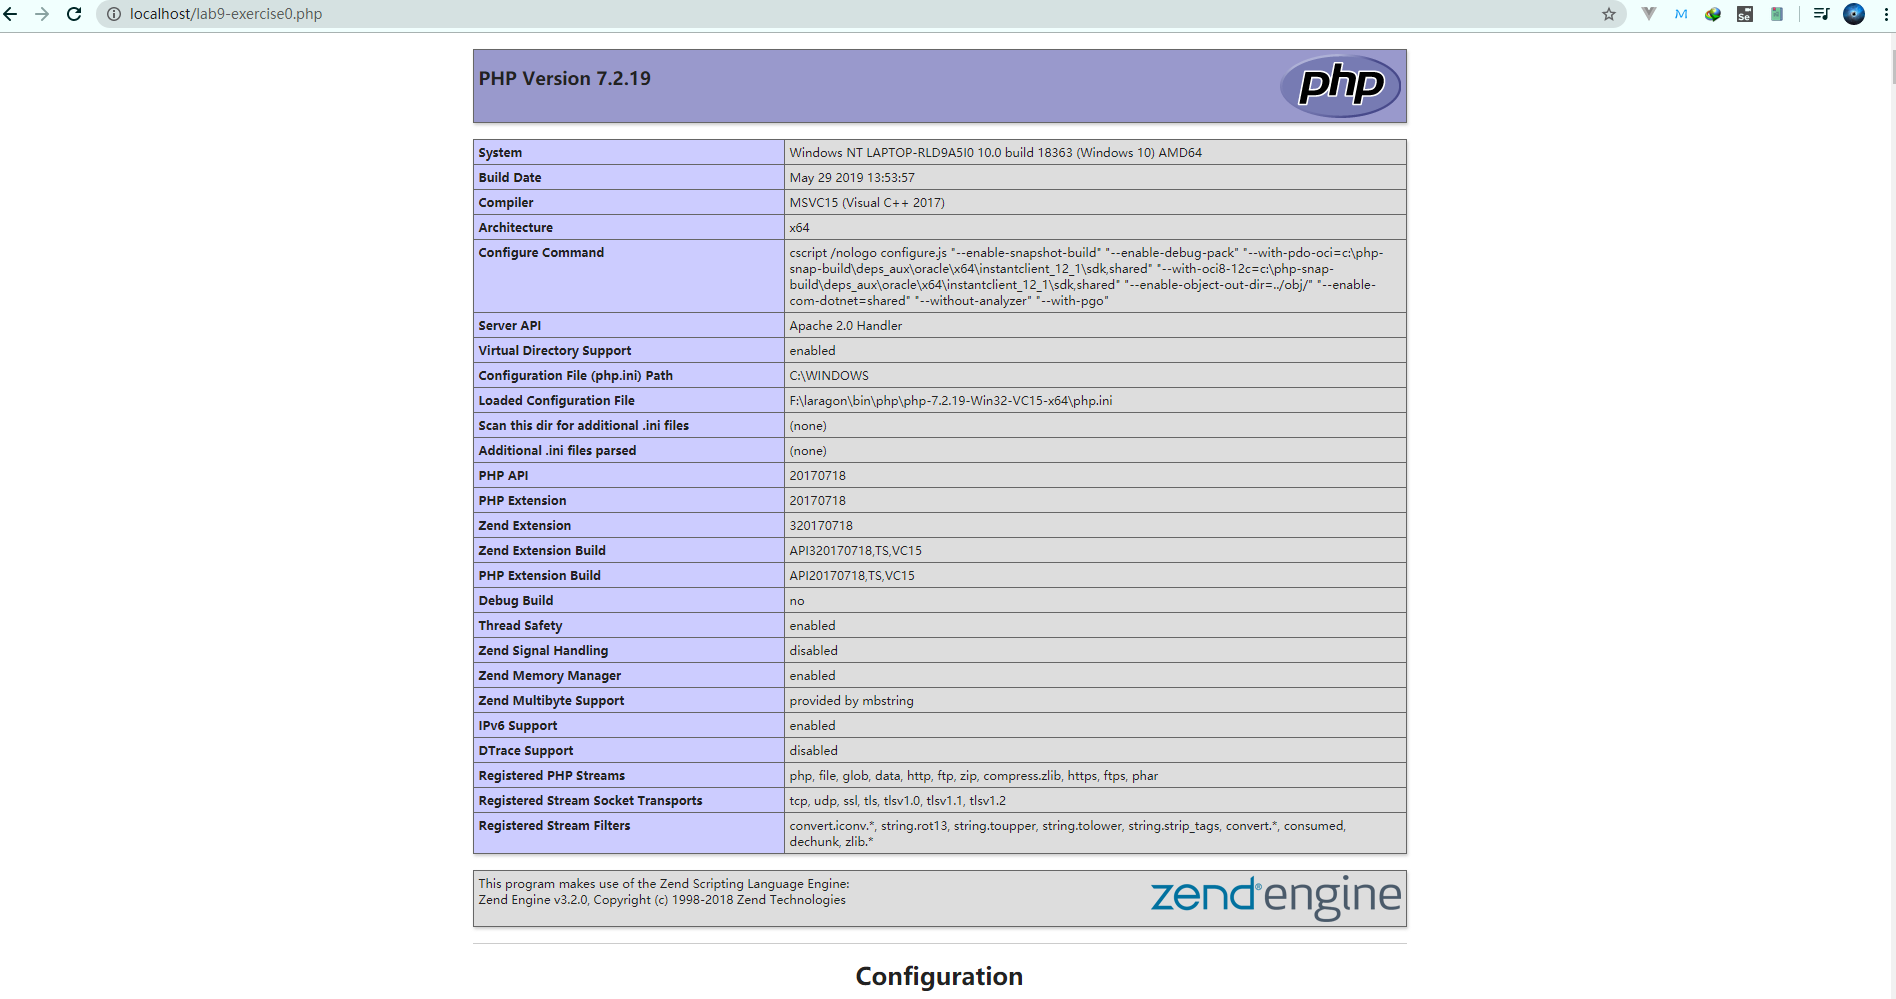 localhost/lab9-exercise0.php
M
Se
PHP Version 7.2.19
php
System Windows NT LAPTOP-RLD9A5I0 10.0 build 18363 (Windows 10) AMD64
Build Date May 29 2019 13:53:57
Compiler MSVC15 (Visual C++ 2017)
Architecture x64
Configure Command cscript /nologo configure.js "--enable-snapshot-build" "--enable-debug-pack" "--with-pdo-oci=c:\php-
snap-build\deps_aux\oracle\x64\instantclient_12_1\sdk,shared" "--with-oci8-12c=c:\php-snap-
build\deps_aux\oracle\x64\instantclient_12_1\sdk,shared" "--enable-object-out-dir=../obj/" "--enable-
com-dotnet=shared" "--without-analyzer" "--with-pgo"
Server API Apache 2.0 Handler
Virtual Directory Support enabled
Configuration File (php.ini) Path C:\WINDOWS
Loaded Configuration File F:\laragon\bin\php\php-7.2.19-Win32-VC15-x64\php.ini
Scan this dir for additional .ini files (none)
Additional .ini files parsed (none)
PHP API 20170718
PHP Extension 20170718
Zend Extension 320170718
Zend Extension Build API320170718,TS,VC15
PHP Extension Build API20170718,TS,VC15
Debug Build no
Thread Safety enabled
Zend Signal Handling disabled
Zend Memory Manager enabled
Zend Multibyte Support provided by mbstring
IPv6 Support enabled
DTrace Support disabled
Registered PHP Streams php, file, glob, data, http, ftp, zip, compress.zlib, https, ftps, phar
Registered Stream Socket Transports tcp, udp, ssl, tls, tlsv1.0, tlsv1.1, tlsv1.2
Registered Stream Filters convert.iconv.*, string.rot13, string.toupper, string.tolower, string.strip_tags, convert.*, consumed,
dechunk, zlib.*
This program makes use of the Zend Scripting Language Engine:
Zend Engine v3.2.0, Copyright (c) 1998-2018 Zend Technologies
zend® engine
Configuration